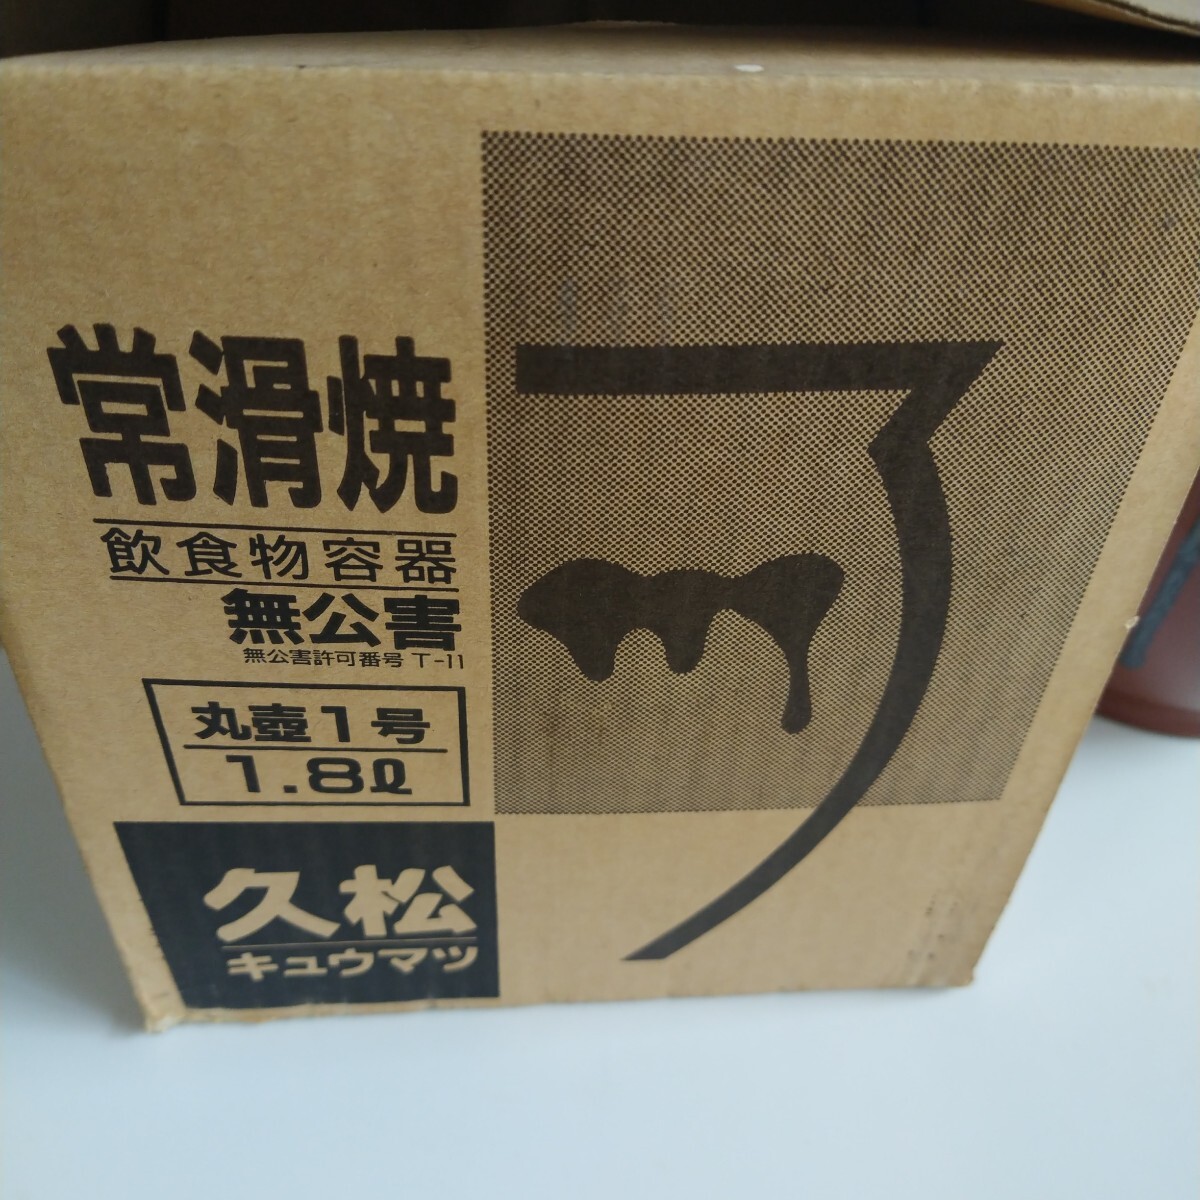 常滑焼
飲食物容器
無公害
無公害許可番号 T-11
丸壺1号
1.8ℓ
久松
キュウマツ